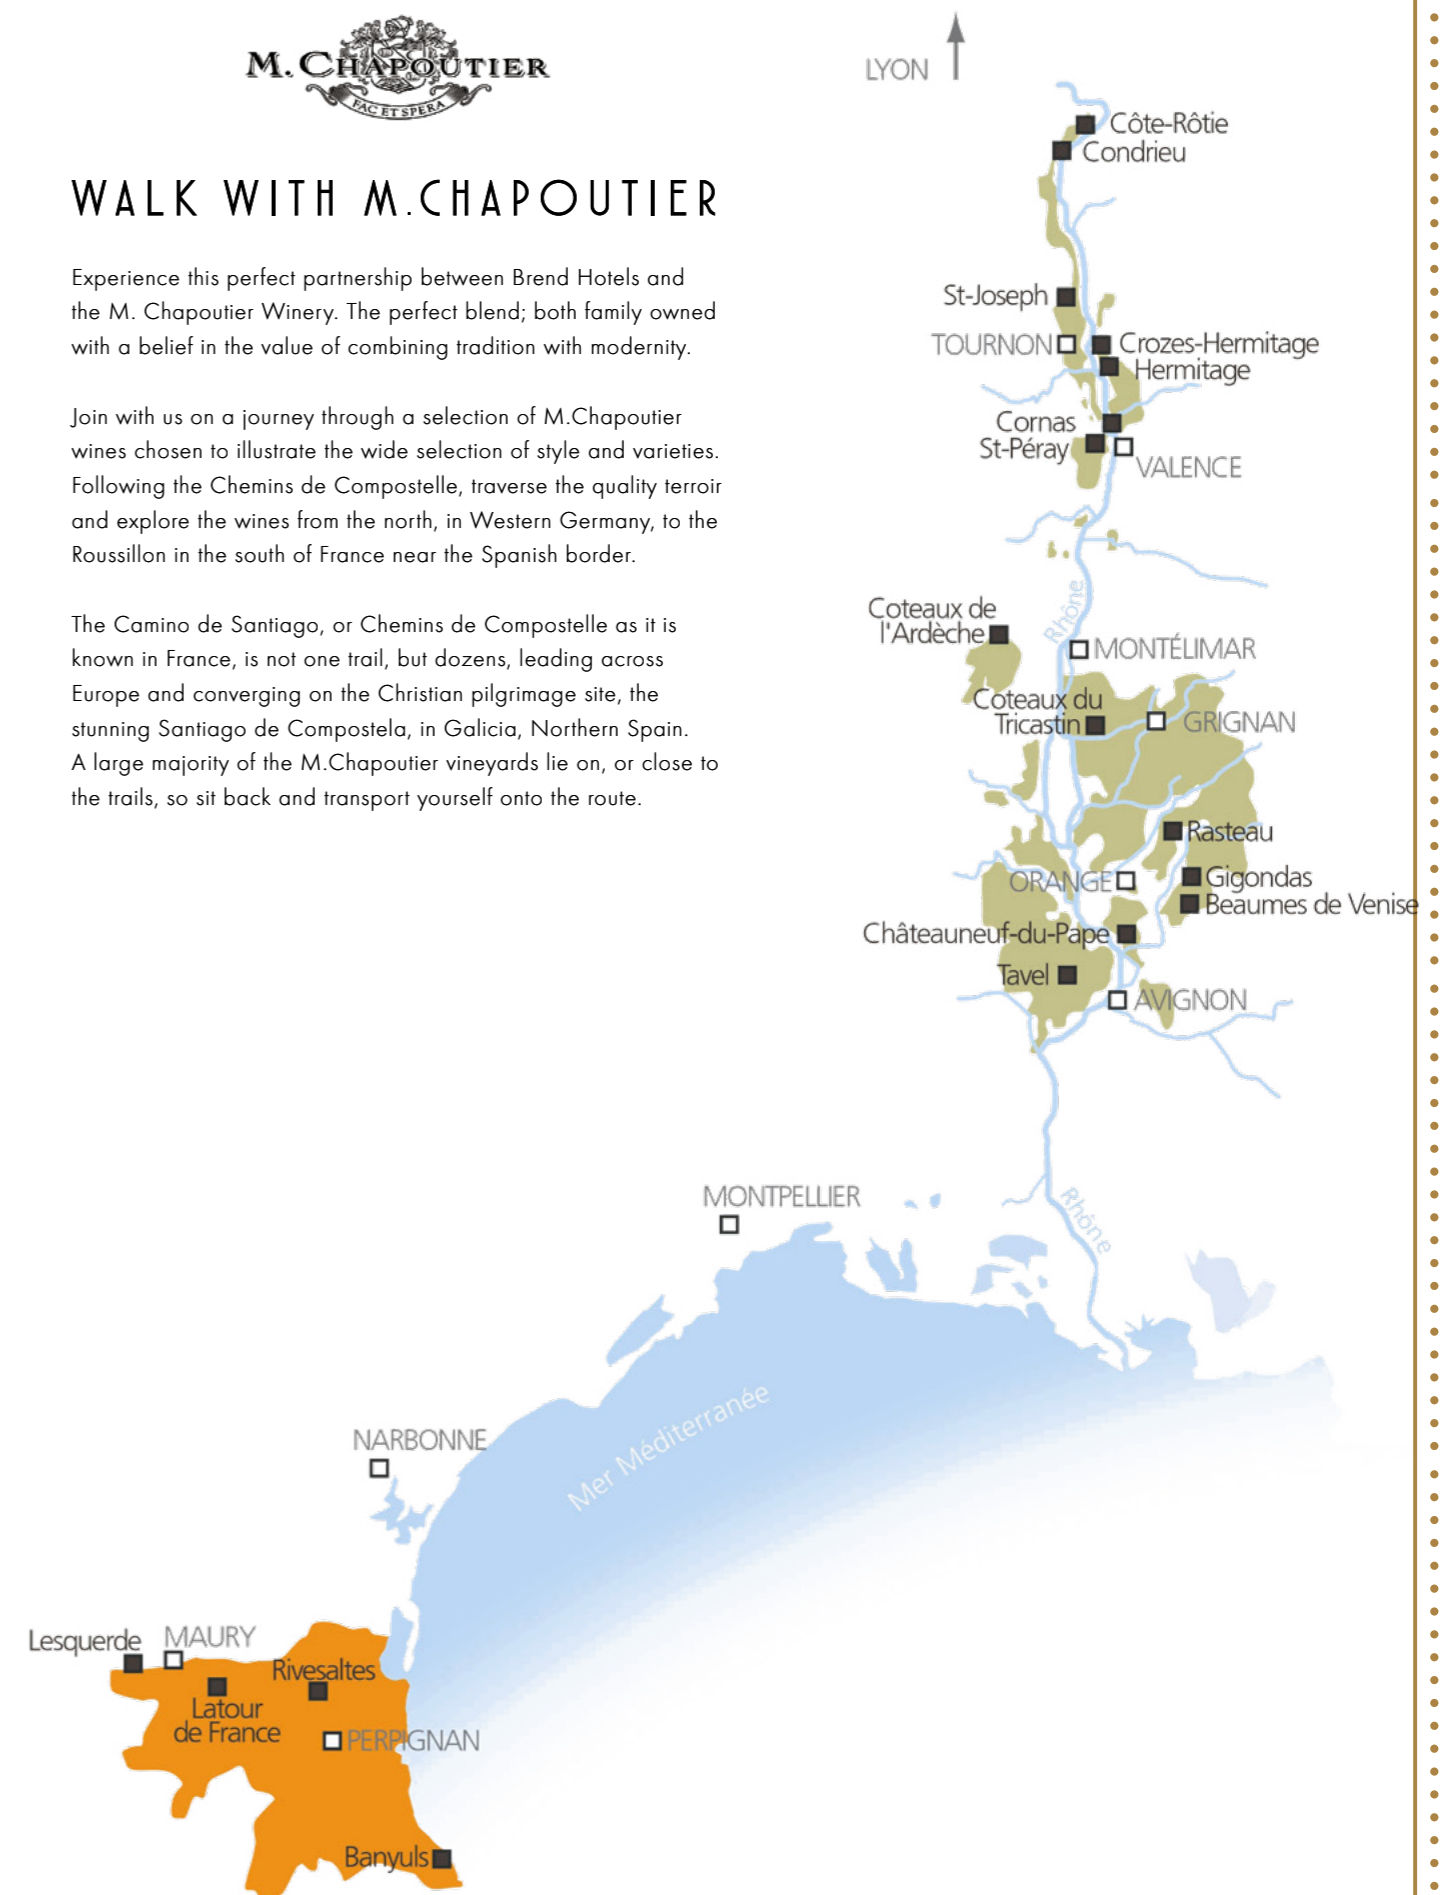 M. CHAPOUTIER
FAC ET SPERA
WALK WITH M.CHAPOUTIER
Experience this perfect partnership between Brend Hotels and
the M. Chapoutier Winery. The perfect blend; both family owned
with a belief in the value of combining tradition with modernity.
Join with us on a journey through a selection of M.Chapoutier
wines chosen to illustrate the wide selection of style and varieties.
Following the Chemins de Compostelle, traverse the quality terroir
and explore the wines from the north, in Western Germany, to the
Roussillon in the south of France near the Spanish border.
The Camino de Santiago, or Chemins de Compostelle as it is
known in France, is not one trail, but dozens, leading across
Europe and converging on the Christian pilgrimage site, the
stunning Santiago de Compostela, in Galicia, Northern Spain.
A large majority of the M.Chapoutier vineyards lie on, or close to
the trails, so sit back and transport yourself onto the route.
LYON
Côte-Rôtie
Condrieu
St-Joseph
TOURNON
Crozes-Hermitage
Hermitage
Cornas
St-Péray
VALENCE
Rhône
Coteaux de
l'Ardèche
MONTÉLIMAR
Coteaux du
Tricastin
GRIGNAN
Rasteau
ORANGE
Gigondas
Beaumes de Venise
Châteauneuf-du-Pape
Tavel
AVIGNON
MONTPELLIER
Rhône
Mer Méditerranée
NARBONNE
Lesquerde
MAURY
Rivesaltes
Latour
de France
PERPIGNAN
Banyuls